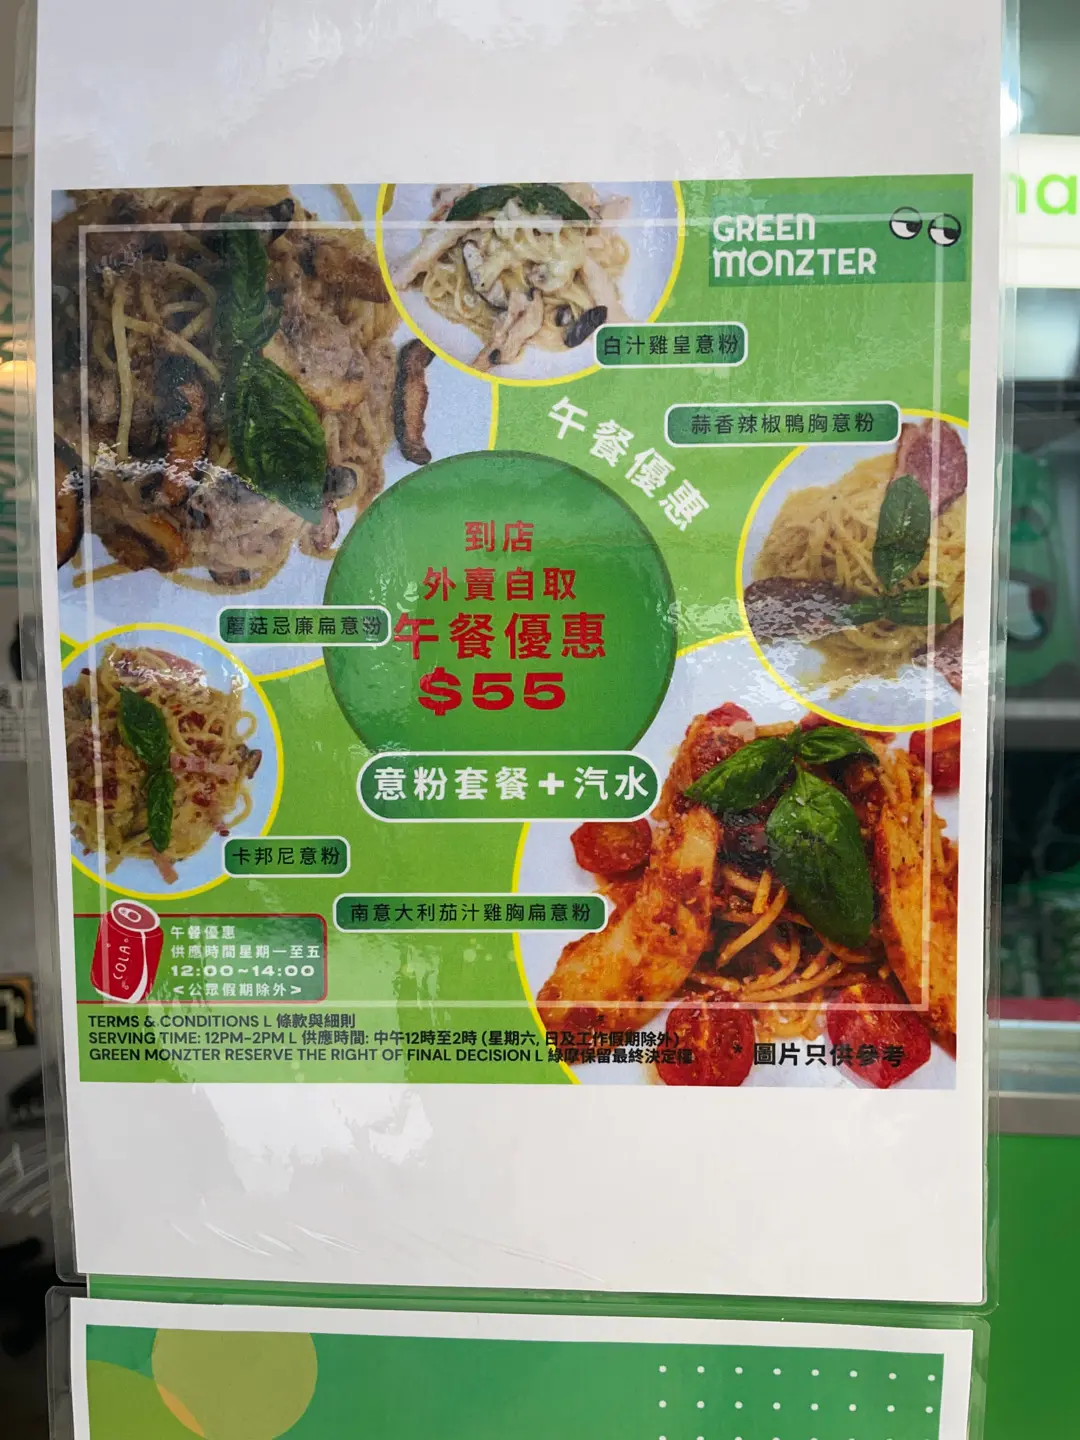 GREEN
MONZTER
白汁雞皇意粉
蒜香辣椒鴨胸意粉
午餐優惠
到店
外賣自取
午餐優惠
$55
蘑菇忌廉扁意粉
意粉套餐+汽水
卡邦尼意粉
南意大利茄汁雞胸扁意粉
COLA
午餐優惠
供應時間星期一至五
12:00~14:00
<公眾假期除外>
TERMS & CONDITIONS L 條款與細則
SERVING TIME: 12PM-2PM L 供應時間: 中午12時至2時 (星期六, 日及工作假期除外)
GREEN MONZTER RESERVE THE RIGHT OF FINAL DECISION L 綠摩保留最終決定權
* 圖片只供參考